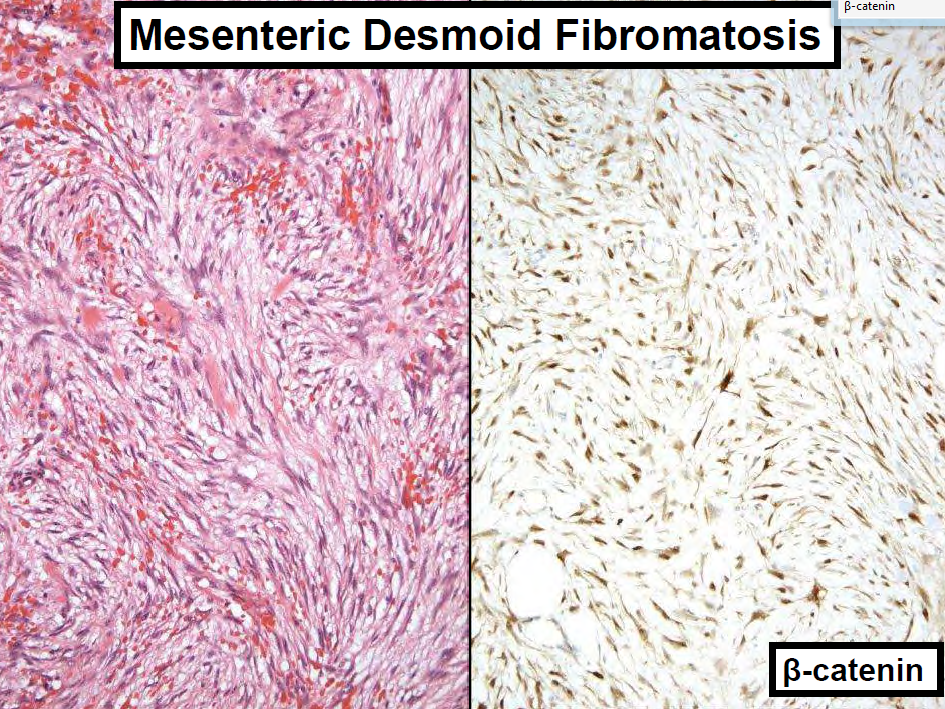 Mesenteric Desmoid Fibromatosis
β-catenin
β-catenin